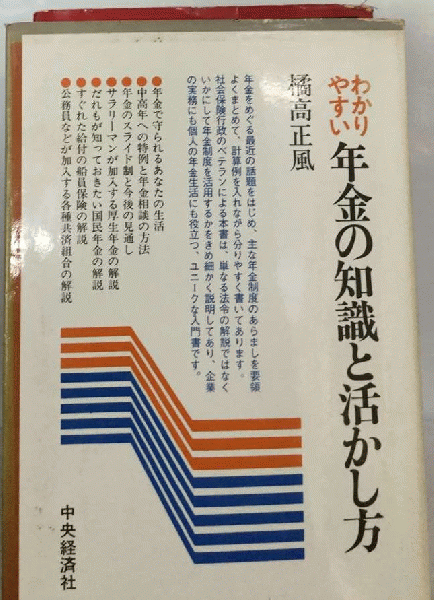 わかりやすい
年金の知識と活かし方
橘高正風
年金をめぐる最近の話題をはじめ、主な年金制度のあらましを要領
よくまとめて、計算例を入れながら分りやすく書いてあります。
社会保険行政のベテランによる本書は、単なる法令の解説ではなく
いかにして年金制度を活用するかをきめ細かく説明してあり、企業
の実務にも個人の年金生活にも役立つ、ユニークな入門書です。
●年金で守られるあなたの生活
●中高年への特例と年金相談の方法
●年金のスライド制と今後の見通し
●サラリーマンが加入する厚生年金の解説
●だれもが知っておきたい国民年金の解説
●すぐれた給付の船員保険の解説
●公務員などが加入する各種共済組合の解説
中央経済社